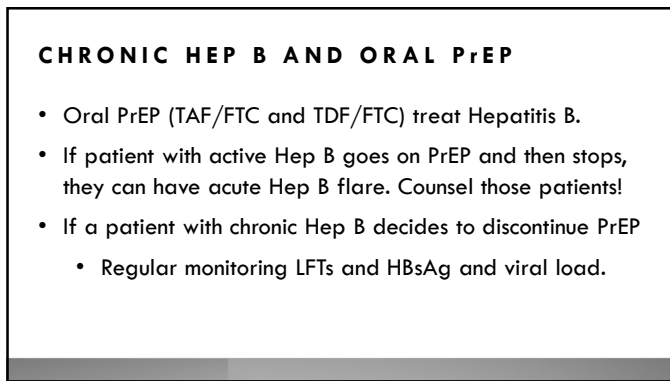 CHRONIC HEP B AND ORAL PrEP
• Oral PrEP (TAF/FTC and TDF/FTC) treat Hepatitis B.
• If patient with active Hep B goes on PrEP and then stops,
they can have acute Hep B flare. Counsel those patients!
• If a patient with chronic Hep B decides to discontinue PrEP
• Regular monitoring LFTs and HBsAg and viral load.